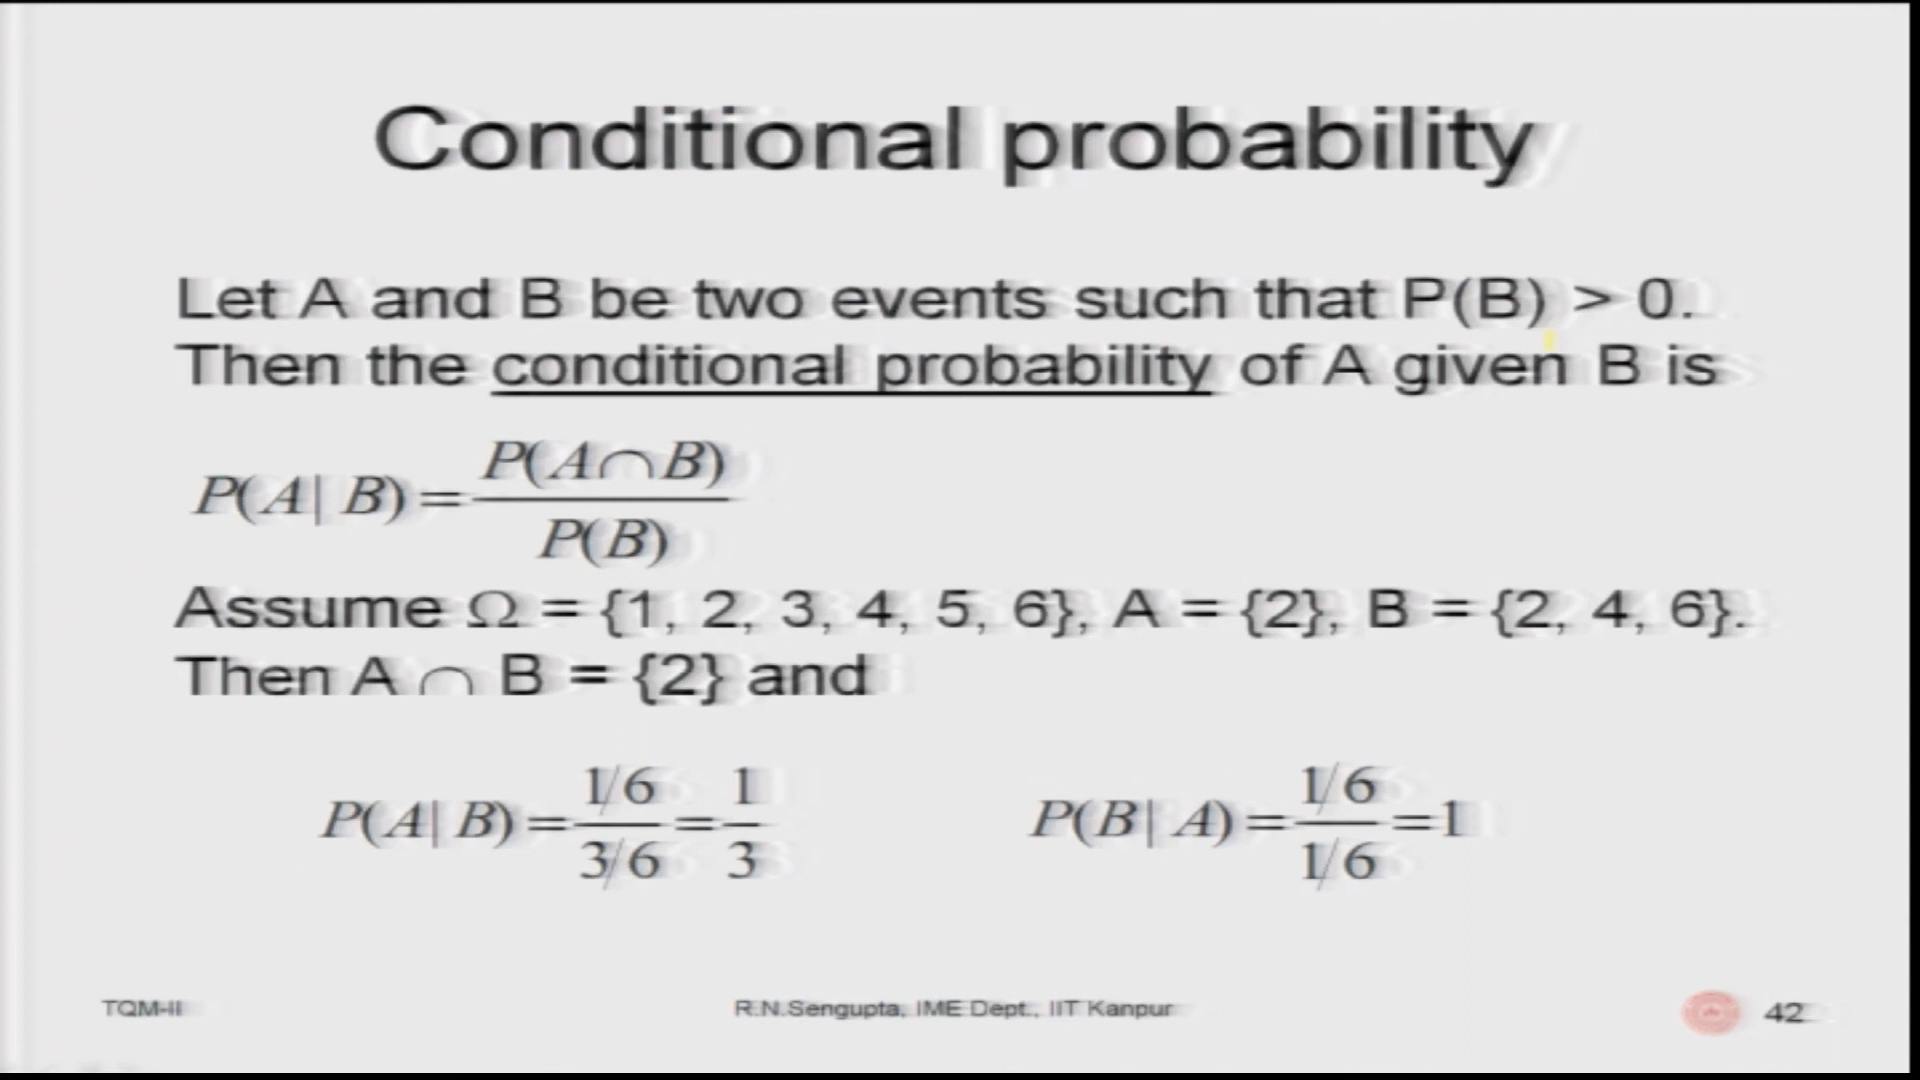 Conditional probability
Let A and B be two events such that P(B) > 0.
Then the conditional probability of A given B is
P(A| B) = P(A∩B) / P(B)
Assume Ω = {1, 2, 3, 4, 5, 6}, A = {2}, B = {2, 4, 6}.
Then A ∩ B = {2} and
P(A| B) = 1/6 / 3/6 = 1/3 P(B| A) = 1/6 / 1/6 = 1
TQM-II R.N.Sengupta, IME Dept., IIT Kanpur 42